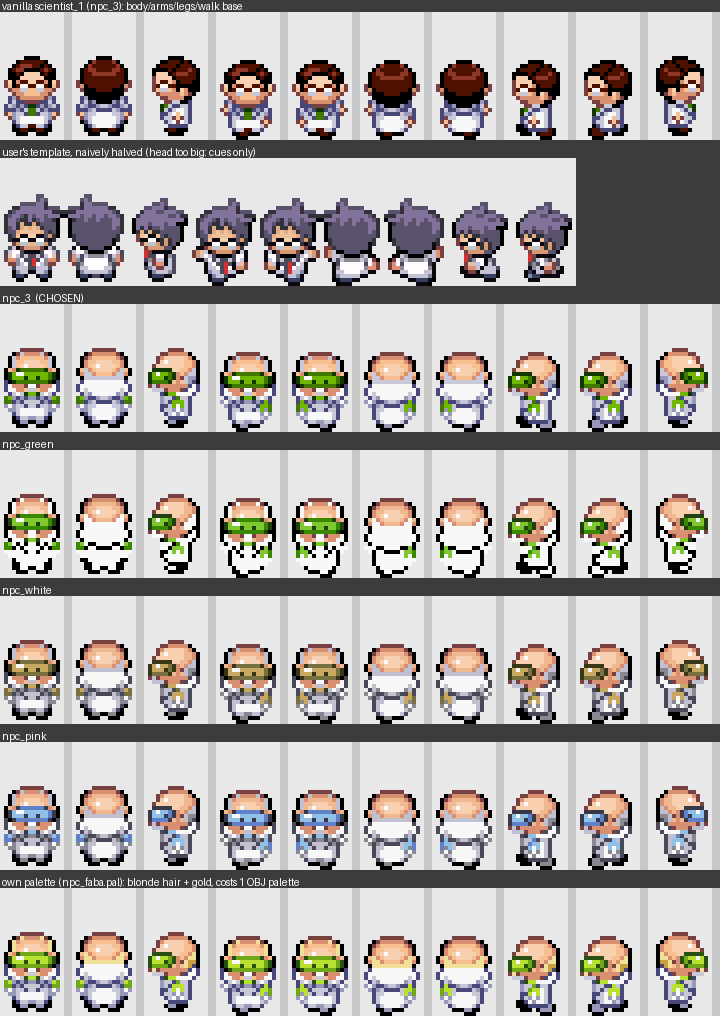 vanilla scientist_1 (npc_3): body/arms/legs/walk base
user's template, naively halved (head too big: cues only)
npc_3 (CHOSEN)
npc_green
npc_white
npc_pink
own palette (npc_faba.pal): blonde hair + gold, costs 1 OBJ palette